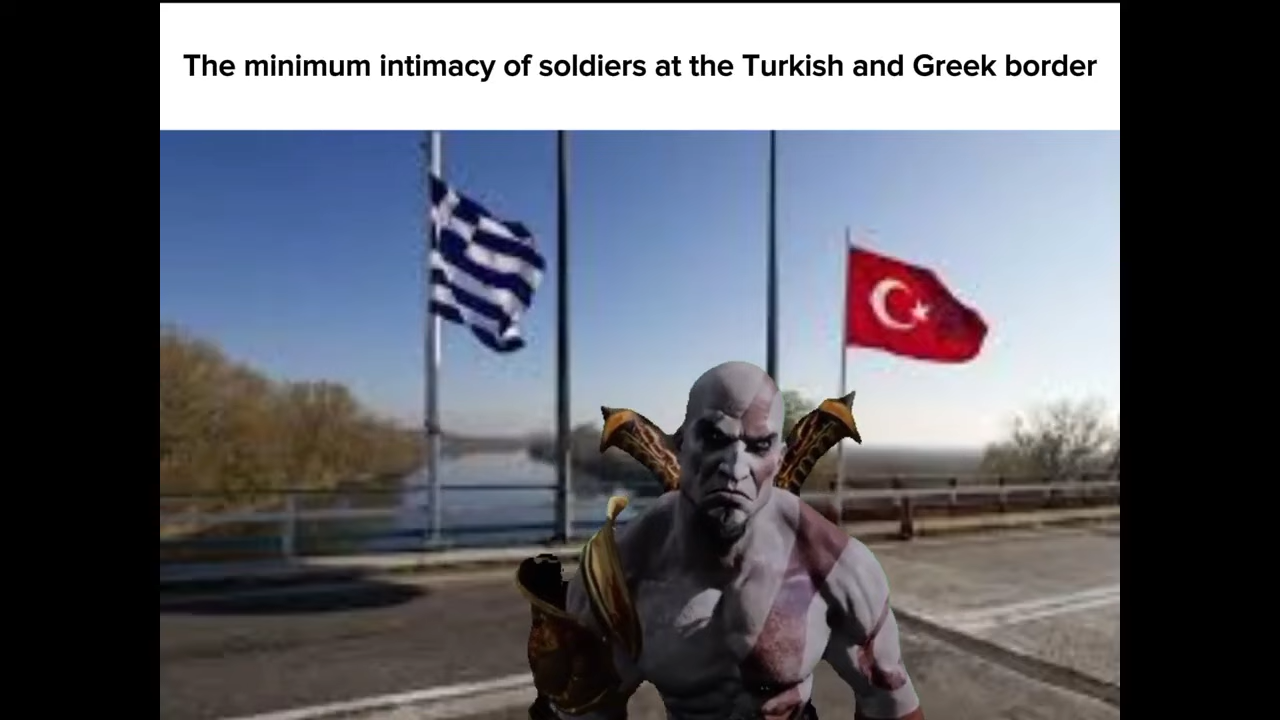 The minimum intimacy of soldiers at the Turkish and Greek border